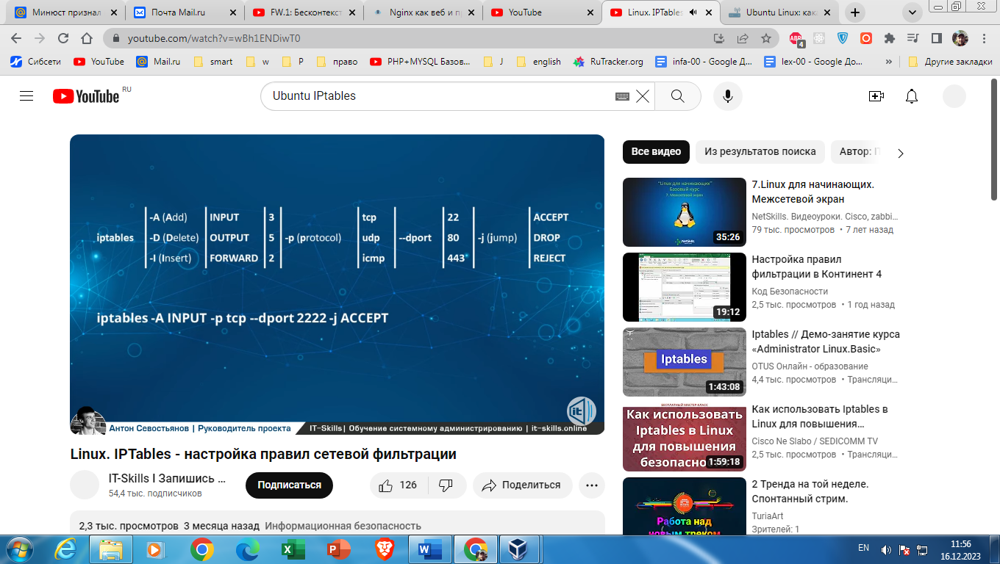 Минюст признал
Почта Mail.ru
FW.1: Бесконтекст
Nginx как веб и п
YouTube
Linux. IPTables
Ubuntu Linux: как
youtube.com/watch?v=wBh1ENDiwT0
ABP
4
Сибсети
YouTube
Mail.ru
smart
w
P
право
PHP+MYSQL Базов...
J
english
RuTracker.org
infa-00 - Google Д...
lex-00 - Google До...
»
Другие закладки
YouTube RU
Ubuntu IPtables
Все видео
Из результатов поиска
Автор: I
-A (Add) INPUT 3 tcp 22 ACCEPT
iptables -D (Delete) OUTPUT 5 -p (protocol) udp --dport 80 -j (jump) DROP
-I (Insert) FORWARD 2 icmp 443 REJECT
iptables -A INPUT -p tcp --dport 2222 -j ACCEPT
it
Антон Севостьянов | Руководитель проекта
IT-Skills| Обучение системному администрированию | it-skills.online
Linux. IPTables - настройка правил сетевой фильтрации
IT-Skills I Запишись ...
54,4 тыс. подписчиков
Подписаться
126
Поделиться
2,3 тыс. просмотров 3 месяца назад Информационная безопасность
"Linux для начинающих"
Базовый курс
7. Межсетевой экран
NetSkills
35:26
7.Linux для начинающих.
Межсетевой экран
NetSkills. Видеоуроки. Cisco, zabbi...
79 тыс. просмотров • 7 лет назад
19:12
Настройка правил
фильтрации в Континент 4
Код Безопасности
2,5 тыс. просмотров • 1 год назад
Iptables
1:43:08
Iptables // Демо-занятие курса
«Administrator Linux.Basic»
OTUS Онлайн - образование
4,4 тыс. просмотров • Трансляци...
БЕСПЛАТНЫЙ МАСТЕР-КЛАСС
Как использовать
Iptables в Linux
для повышения
безопасно
1:59:18
Как использовать Iptables в
Linux для повышения...
Cisco Ne Slabo / SEDICOMM TV
2,5 тыс. просмотров • Трансляци...
Работа над
новым треком
2 Тренда на той неделе.
Спонтанный стрим.
TuriaArt
Зрителей: 1
EN
11:56
16.12.2023